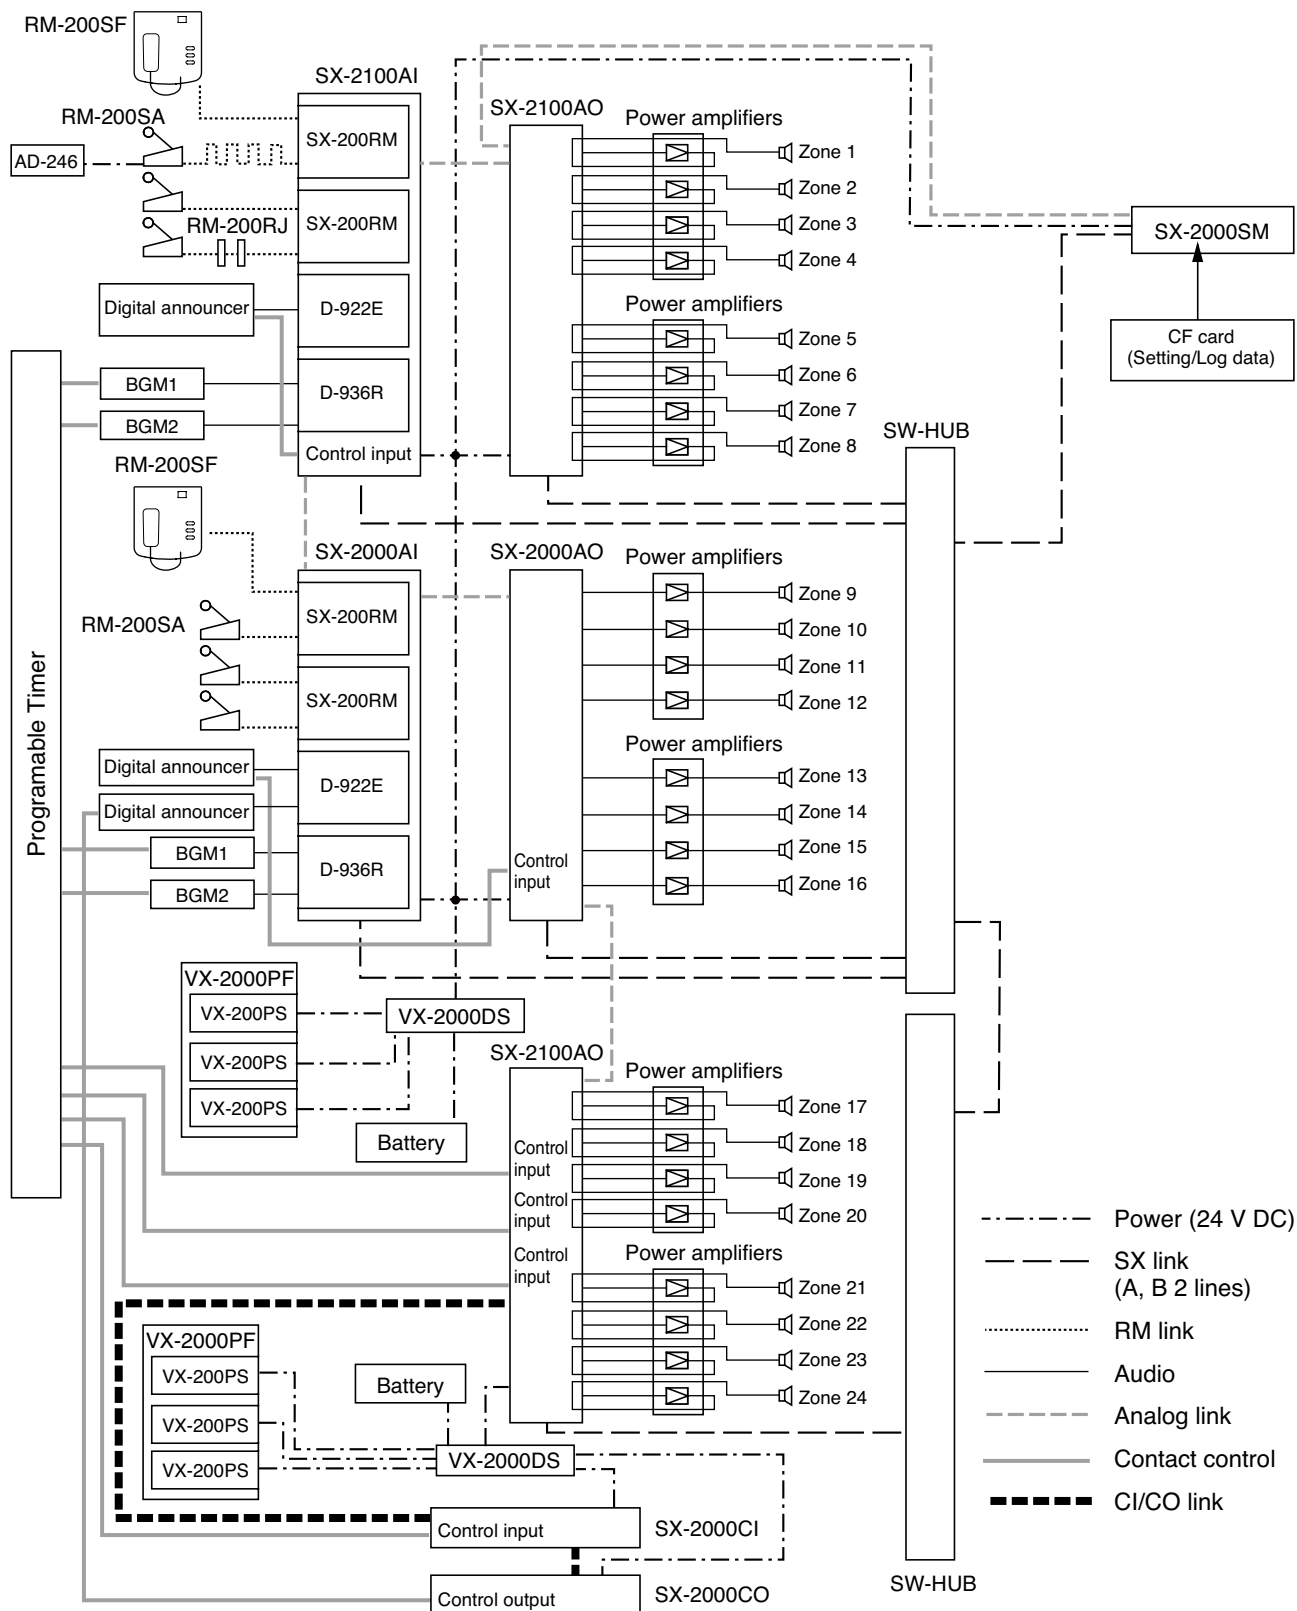 RM-200SF
SX-2100AI
SX-2100AO
Power amplifiers
RM-200SA
SX-200RM
AD-246
Zone 1
Zone 2
SX-200RM
RM-200RJ
Zone 3
Zone 4
SX-2000SM
Digital announcer
D-922E
Power amplifiers
Zone 5
CF card
(Setting/Log data)
BGM1
D-936R
Zone 6
BGM2
Zone 7
Control input
Zone 8
SW-HUB
RM-200SF
SX-2000AI
SX-2000AO
Power amplifiers
SX-200RM
Zone 9
RM-200SA
Zone 10
Zone 11
SX-200RM
Zone 12
Programable Timer
Power amplifiers
Digital announcer
D-922E
Zone 13
Digital announcer
Zone 14
BGM1
D-936R
Zone 15
Control
input
BGM2
Zone 16
VX-2000PF
VX-200PS
VX-2000DS
VX-200PS
SX-2100AO
Power amplifiers
VX-200PS
Zone 17
Battery
Control
input
Zone 18
Zone 19
Control
input
Zone 20
Power (24 V DC)
Control
input
Power amplifiers
SX link
(A, B 2 lines)
Zone 21
Zone 22
RM link
VX-2000PF
VX-200PS
Battery
Zone 23
Audio
Zone 24
VX-200PS
Analog link
VX-2000DS
VX-200PS
Contact control
CI/CO link
Control input
SX-2000CI
SW-HUB
Control output
SX-2000CO